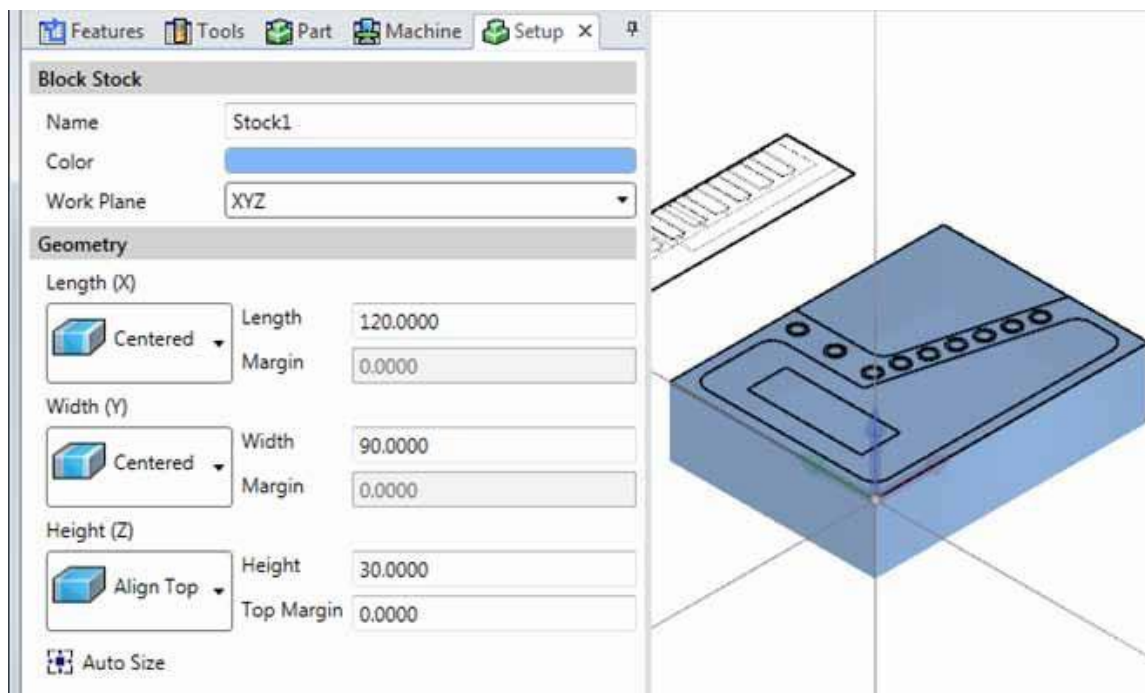 Features Tools Part Machine Setup
Block Stock
Name Stock1
Color
Work Plane XYZ
Geometry
Length (X)
Centered Length 120.0000
Margin 0.0000
Width (Y)
Centered Width 90.0000
Margin 0.0000
Height (Z)
Align Top Height 30.0000
Top Margin 0.0000
Auto Size